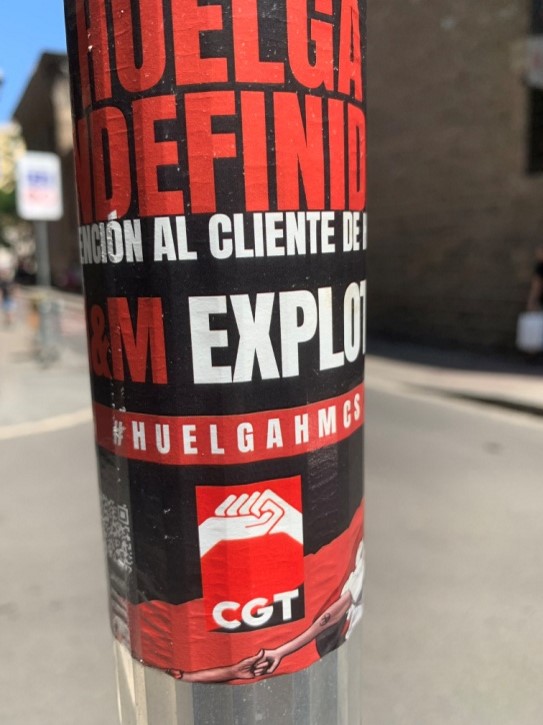 HUELGA
NDEFINID
ENCIÓN AL CLIENTE DE
&M EXPLOT
#HUELGAHMCS
CGT